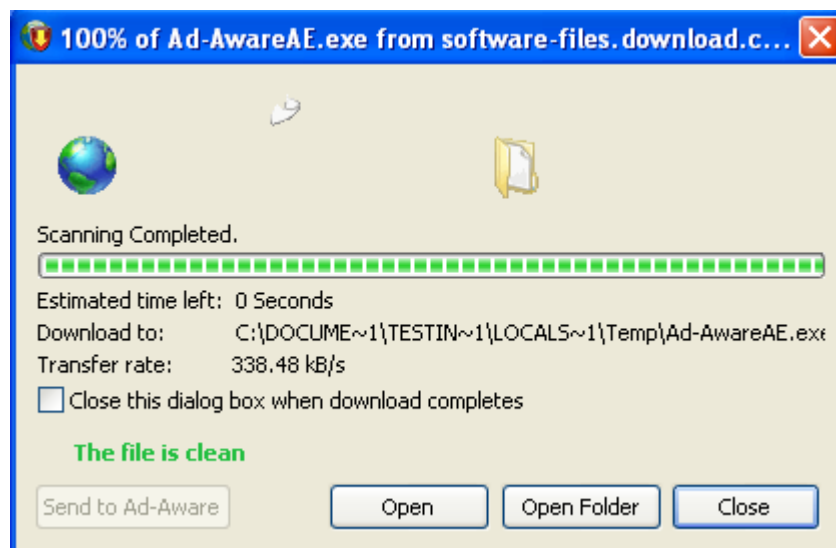 100% of Ad-AwareAE.exe from software-files.download.c...
Scanning Completed.
Estimated time left: 0 Seconds
Download to: C:\DOCUME~1\TESTIN~1\LOCALS~1\Temp\Ad-AwareAE.exe
Transfer rate: 338.48 kB/s
Close this dialog box when download completes
The file is clean
Send to Ad-Aware Open Open Folder Close